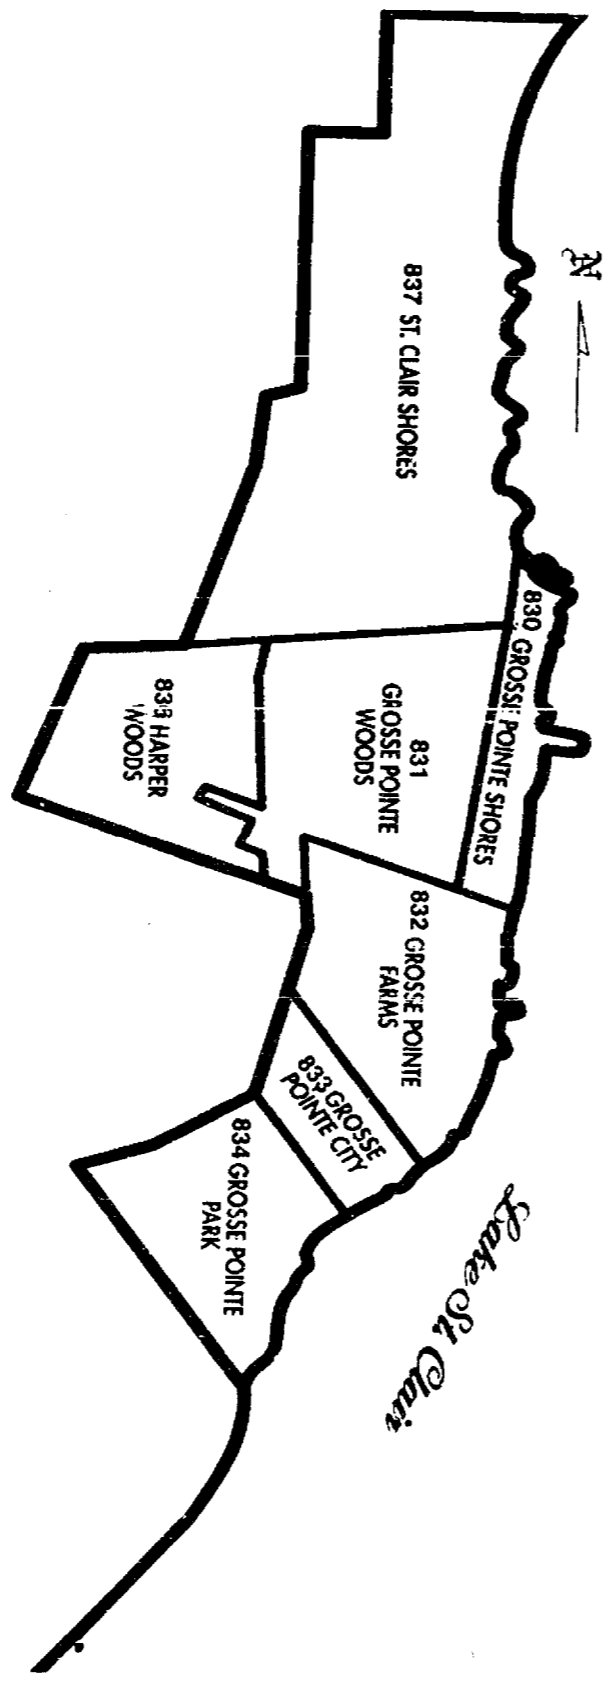 N
837 ST. CLAIR SHORES
830 GROSSE POINTE SHORES
831
GROSSE POINTE
WOODS
HARPER
WOODS
832 GROSSE POINTE
FARMS
833 GROSSE
POINTE CITY
834 GROSSE POINTE
PARK
Lake St. Clair